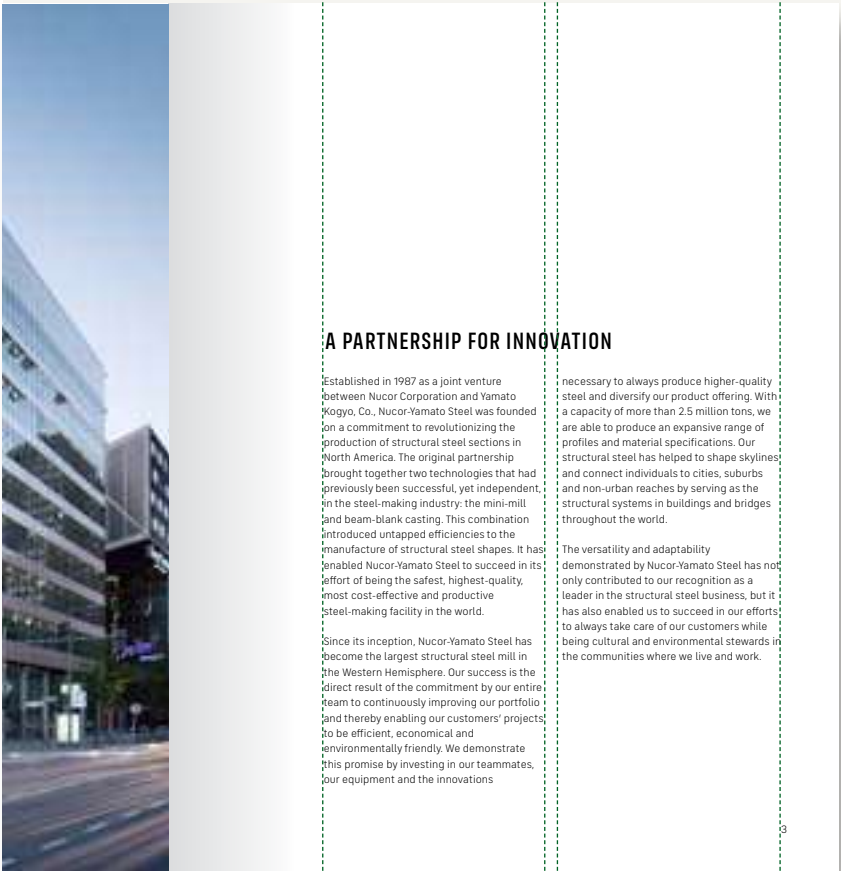 A PARTNERSHIP FOR INNOVATION
Established in 1987 as a joint venture
between Nucor Corporation and Yamato
Kogyo, Co., Nucor-Yamato Steel was founded
on a commitment to revolutionizing the
production of structural steel sections in
North America. The original partnership
brought together two technologies that had
previously been successful, yet independent,
in the steel-making industry: the mini-mill
and beam-blank casting. This combination
introduced untapped efficiencies to the
manufacture of structural steel shapes. It has
enabled Nucor-Yamato Steel to succeed in its
effort of being the safest, highest-quality,
most cost-effective and productive
steel-making facility in the world.
Since its inception, Nucor-Yamato Steel has
become the largest structural steel mill in
the Western Hemisphere. Our success is the
direct result of the commitment by our entire
team to continuously improving our portfolio
and thereby enabling our customers' projects
to be efficient, economical and
environmentally friendly. We demonstrate
this promise by investing in our teammates,
our equipment and the innovations
necessary to always produce higher-quality
steel and diversify our product offering. With
a capacity of more than 2.5 million tons, we
are able to produce an expansive range of
profiles and material specifications. Our
structural steel has helped to shape skylines
and connect individuals to cities, suburbs
and non-urban reaches by serving as the
structural systems in buildings and bridges
throughout the world.
The versatility and adaptability
demonstrated by Nucor-Yamato Steel has not
only contributed to our recognition as a
leader in the structural steel business, but it
has also enabled us to succeed in our efforts
to always take care of our customers while
being cultural and environmental stewards in
the communities where we live and work.
3